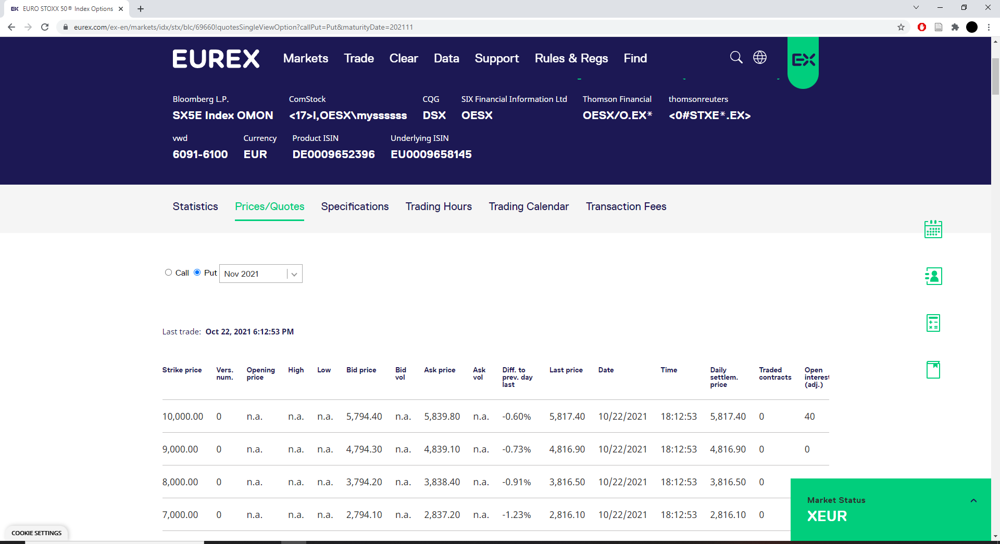 EX EURO STOXX 50® Index Options
eurex.com/ex-en/markets/idx/stx/blc/69660!quotesSingleViewOption?callPut=Put&maturityDate=202111
EUREX Markets Trade Clear Data Support Rules & Regs Find EX
Bloomberg L.P. ComStock CQG SIX Financial Information Ltd Thomson Financial thomsonreuters
SX5E Index OMON <17>I,OESX\myssssss DSX OESX OESX/O.EX* <0#STXE*.EX>
vwd Currency Product ISIN Underlying ISIN
6091-6100 EUR DE0009652396 EU0009658145
Statistics Prices/Quotes Specifications Trading Hours Trading Calendar Transaction Fees
Call Put Nov 2021
Last trade: Oct 22, 2021 6:12:53 PM
Strike price Vers. Opening High Low Bid price Bid Ask price Ask Diff. to Last price Date Time Daily Traded Open
num. price vol vol prev. day settlem. contracts interest
last price (adj.)
10,000.00 0 n.a. n.a. n.a. 5,794.40 n.a. 5,839.80 n.a. -0.60% 5,817.40 10/22/2021 18:12:53 5,817.40 0 40
9,000.00 0 n.a. n.a. n.a. 4,794.30 n.a. 4,839.10 n.a. -0.73% 4,816.90 10/22/2021 18:12:53 4,816.90 0 0
8,000.00 0 n.a. n.a. n.a. 3,794.20 n.a. 3,838.40 n.a. -0.91% 3,816.50 10/22/2021 18:12:53 3,816.50 0
7,000.00 0 n.a. n.a. n.a. 2,794.10 n.a. 2,837.20 n.a. -1.23% 2,816.10 10/22/2021 18:12:53 2,816.10 0
Market Status
XEUR
COOKIE SETTINGS